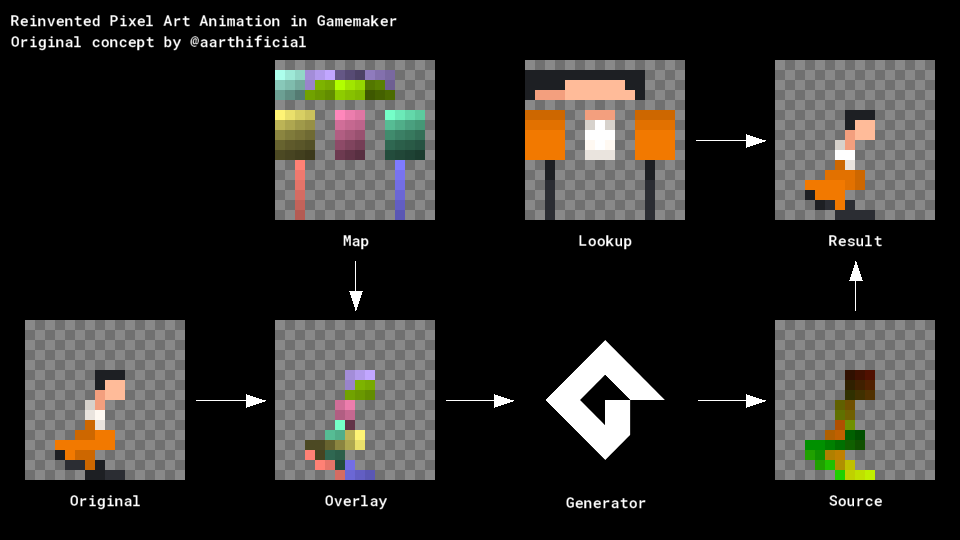 Reinvented Pixel Art Animation in Gamemaker
Original concept by @aarthificial
Map
Lookup
Result
Original
Overlay
Generator
Source